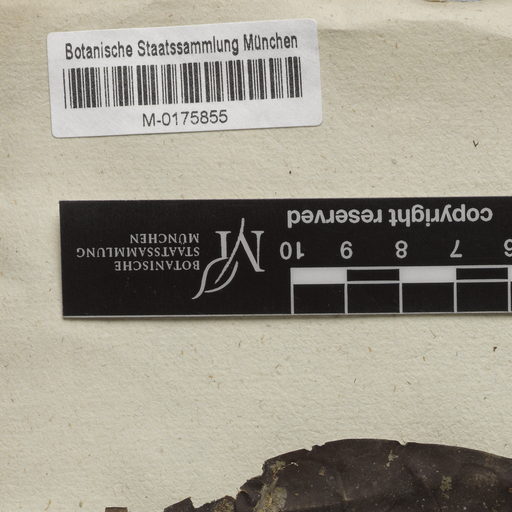 Botanische Staatssammlung München
M-0175855
copyright reserved
10 9 8 7 6
BOTANISCHE
STAATSSAMMLUNG
MÜNCHEN
M